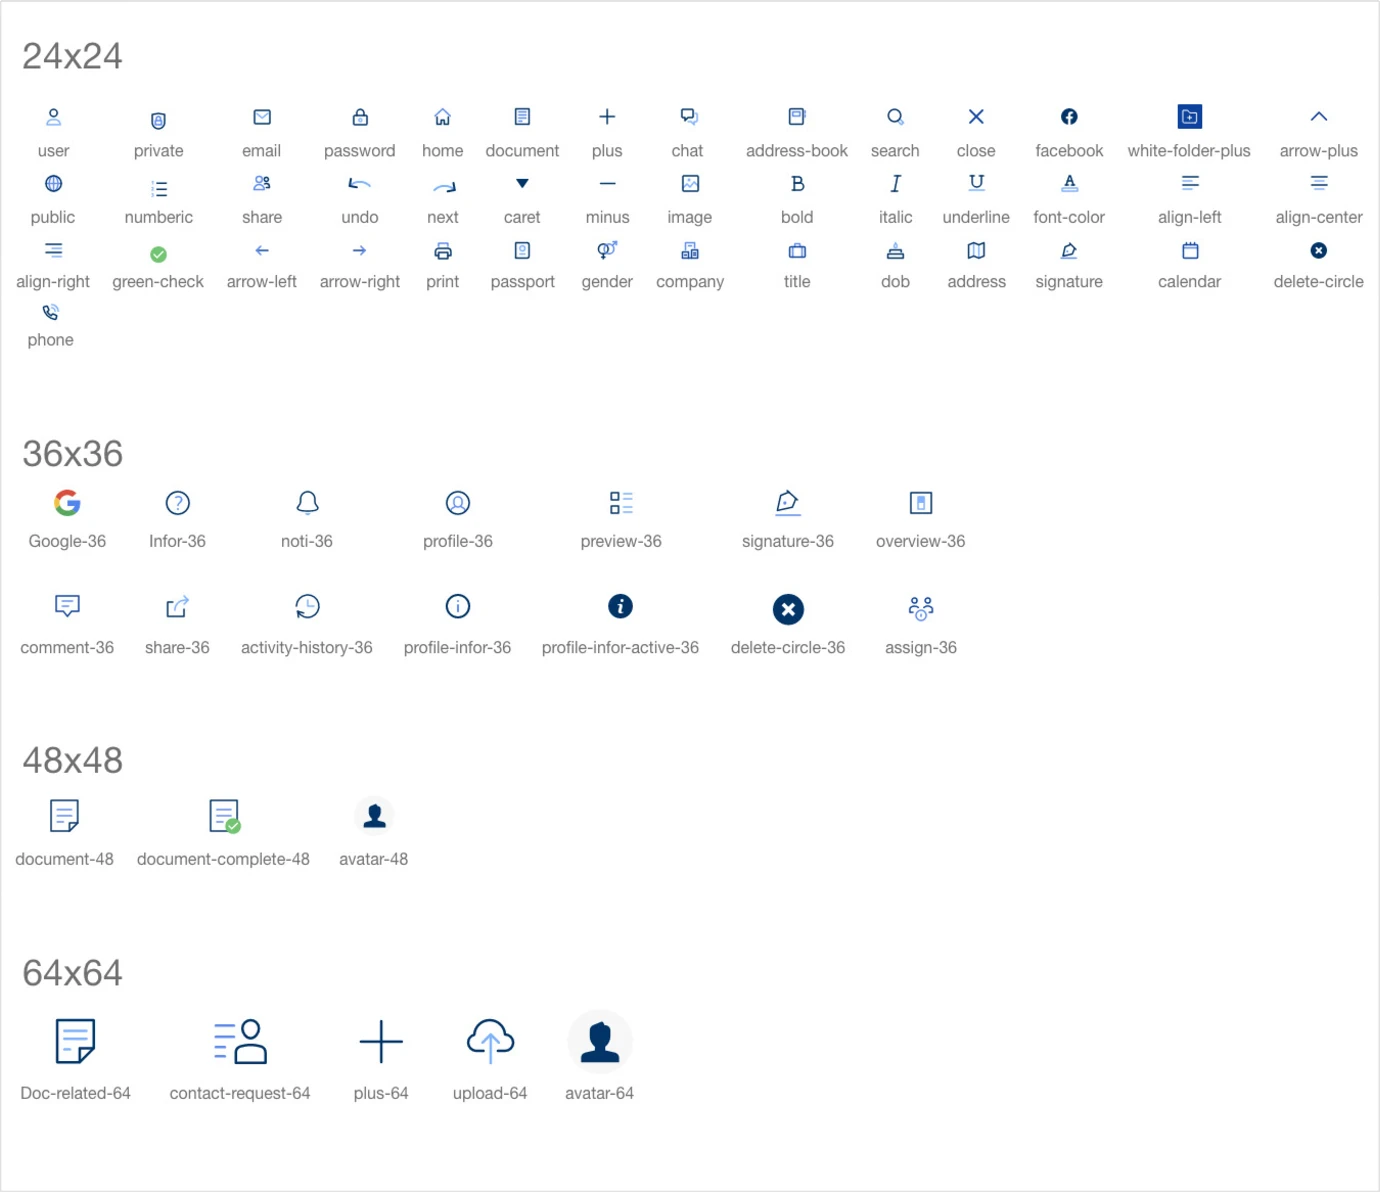 24x24
user private email password home document plus chat address-book search close facebook white-folder-plus arrow-plus
public numberic share undo next caret minus image bold italic underline font-color align-left align-center
align-right green-check arrow-left arrow-right print passport gender company title dob address signature calendar delete-circle
phone
36x36
Google-36 Infor-36 noti-36 profile-36 preview-36 signature-36 overview-36
comment-36 share-36 activity-history-36 profile-infor-36 profile-infor-active-36 delete-circle-36 assign-36
48x48
document-48 document-complete-48 avatar-48
64x64
Doc-related-64 contact-request-64 plus-64 upload-64 avatar-64